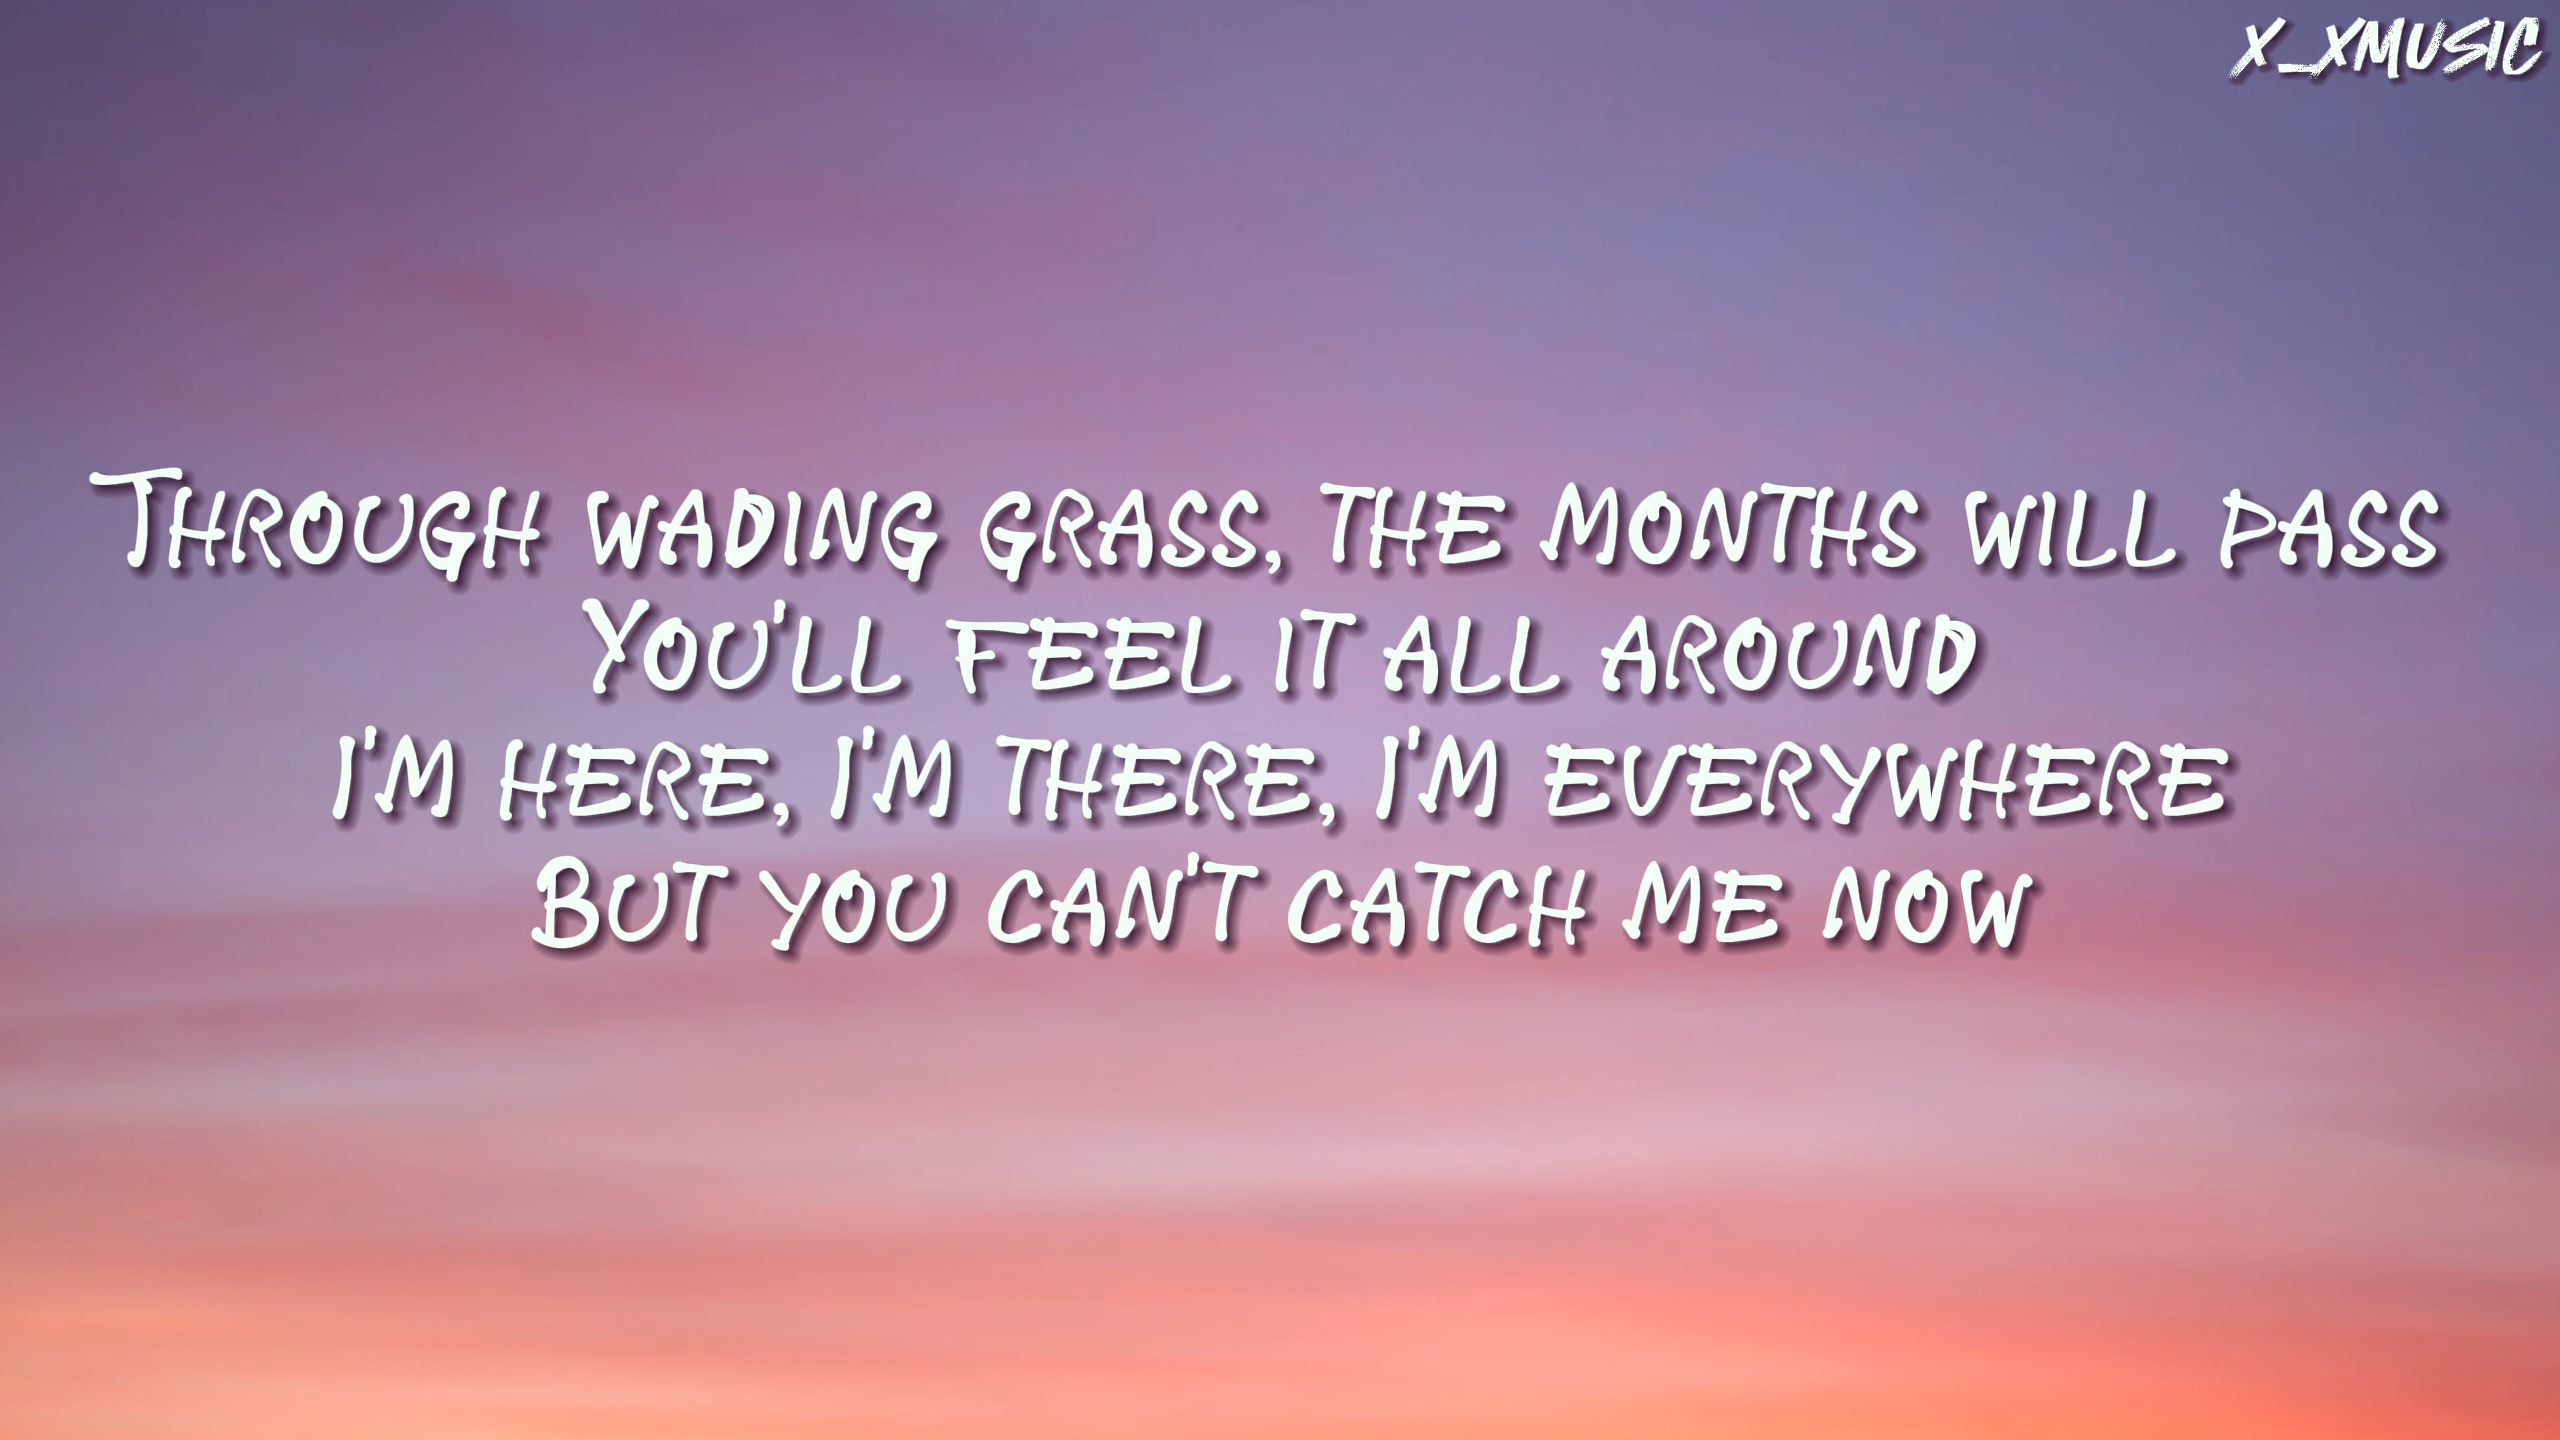 X_XMUSIC
Through wading grass, the months will pass
You'll feel it all around
I'm here, I'm there, I'm everywhere
But you can't catch me now